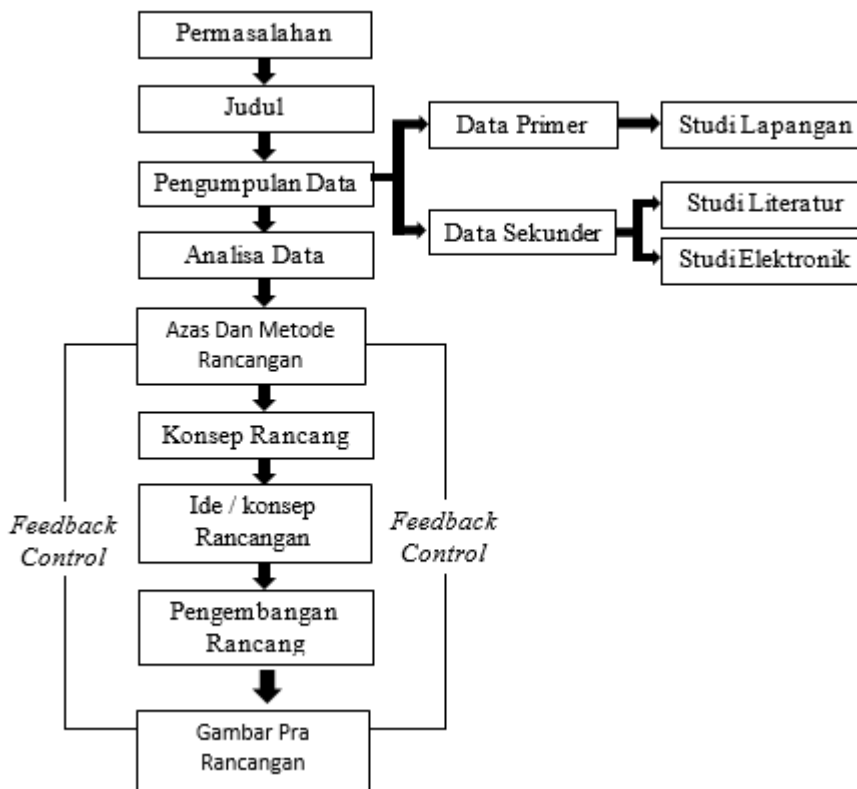 Permasalahan
Judul
Data Primer
Studi Lapangan
Pengumpulan Data
Studi Literatur
Data Sekunder
Studi Elektronik
Analisa Data
Azas Dan Metode
Rancangan
Konsep Rancang
Ide / konsep
Rancangan
Feedback
Control
Feedback
Control
Pengembangan
Rancang
Gambar Pra
Rancangan